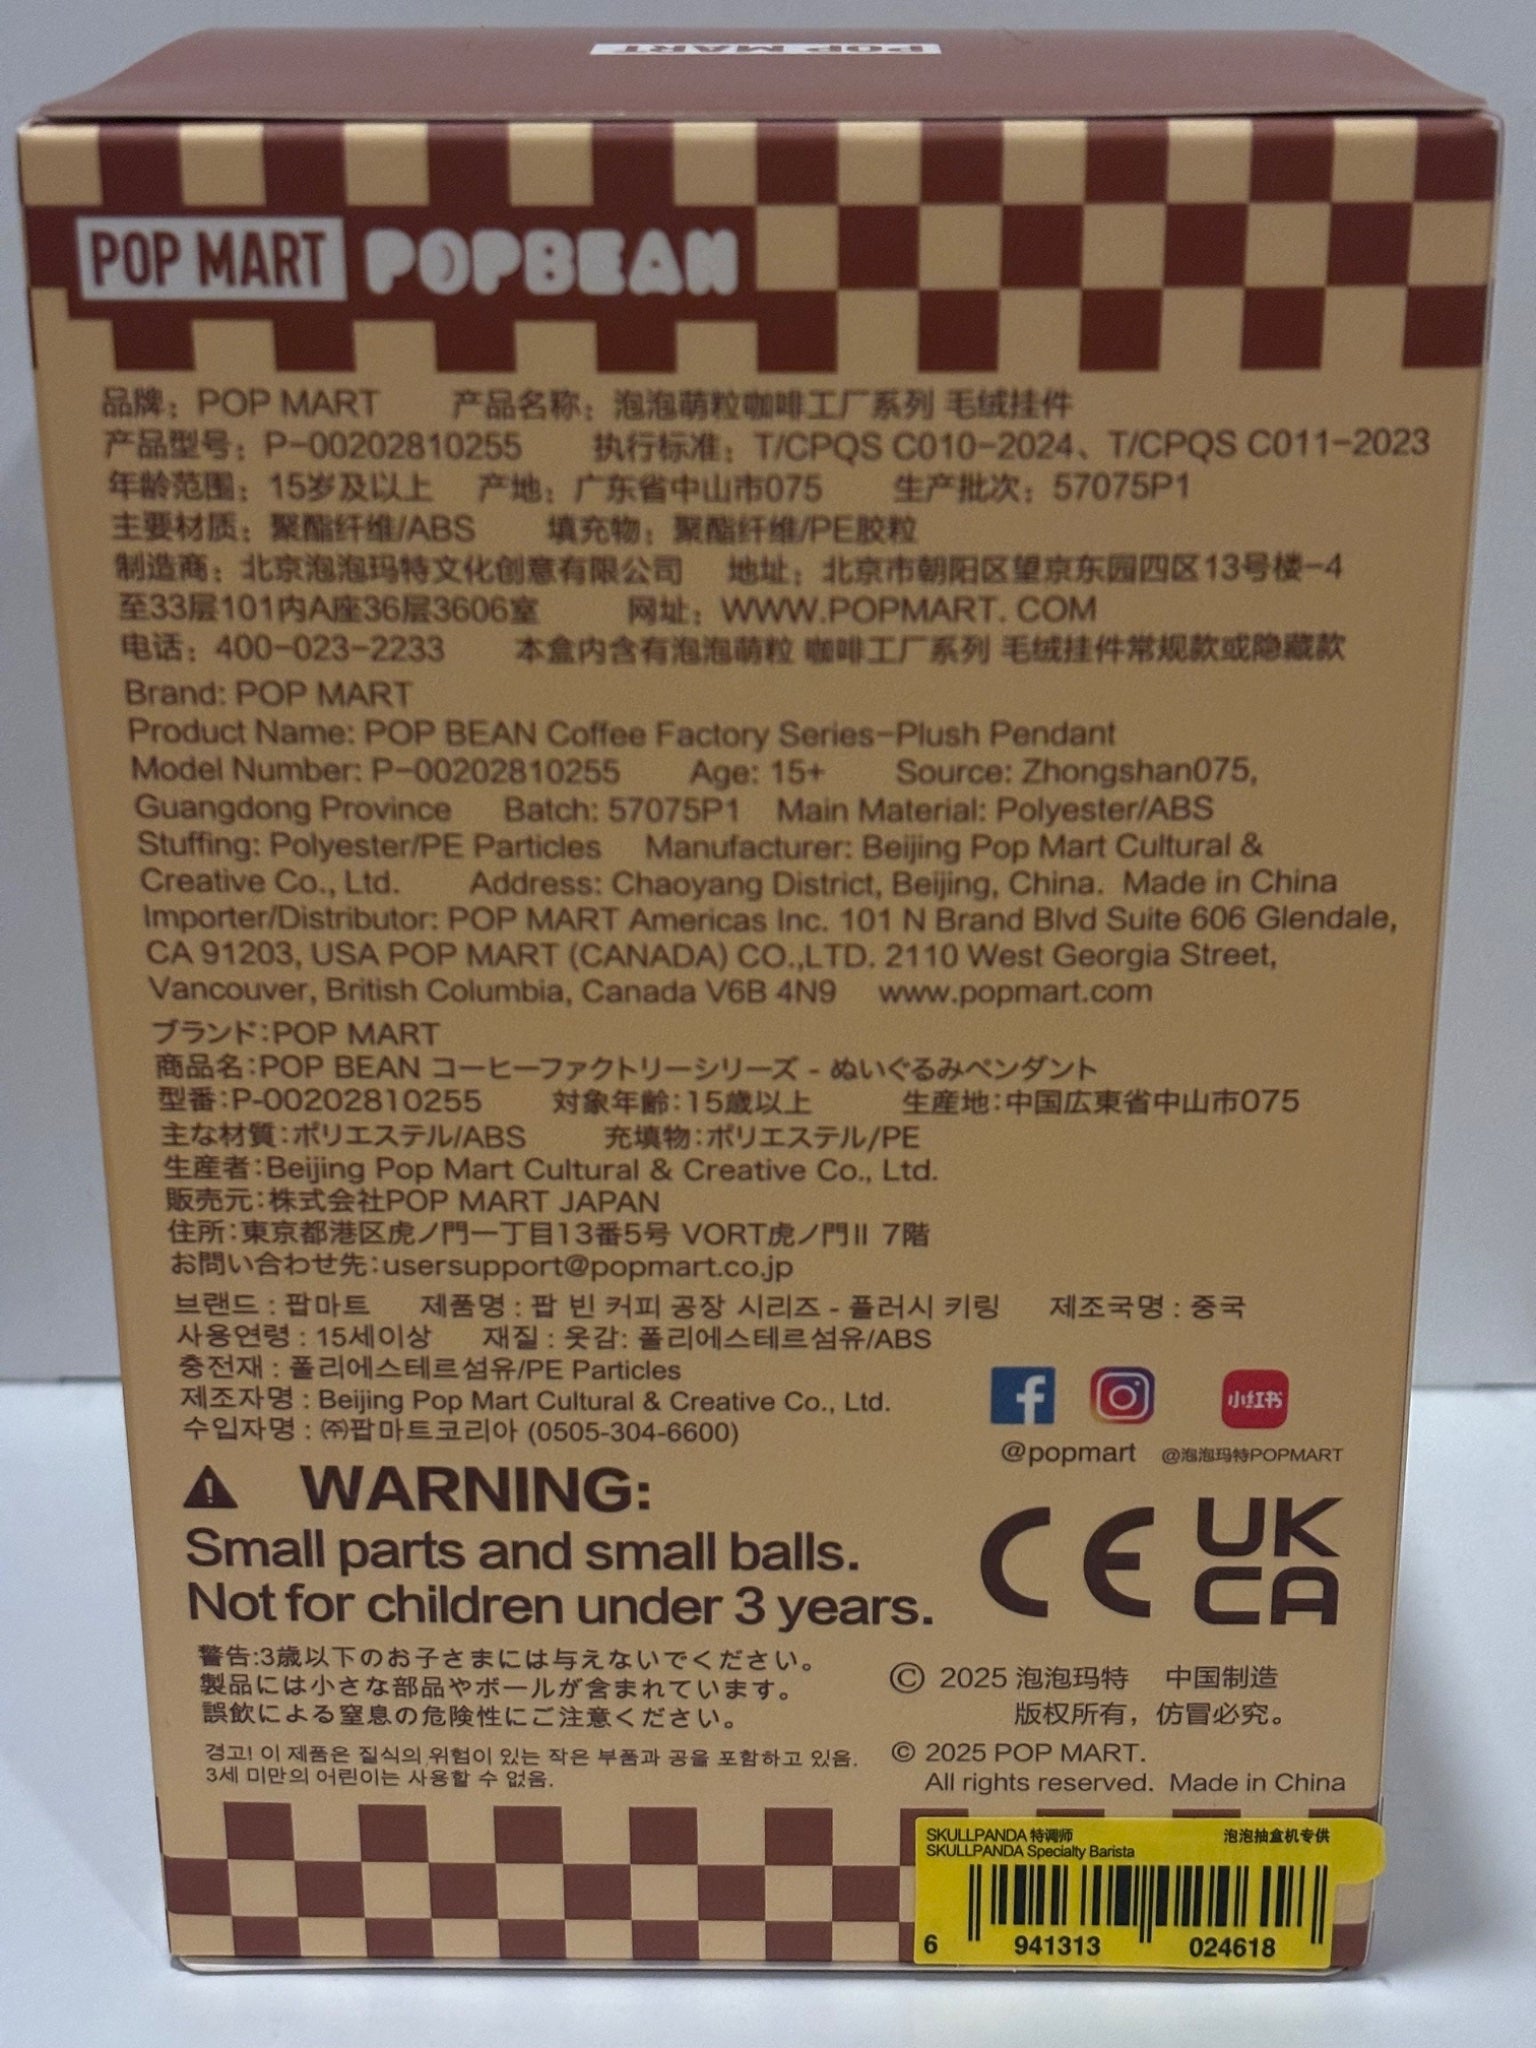 POP MART
POP MART POPBEAN
品牌：POP MART 产品名称：泡泡萌粒咖啡工厂系列 毛绒挂件
产品型号：P-00202810255 执行标准：T/CPQS C010-2024、T/CPQS C011-2023
年龄范围：15岁及以上 产地：广东省中山市075 生产批次：57075P1
主要材质：聚酯纤维/ABS 填充物：聚酯纤维/PE胶粒
制造商：北京泡泡玛特文化创意有限公司 地址：北京市朝阳区望京东园四区13号楼-4
至33层101内A座36层3606室 网址：WWW.POPMART. COM
电话：400-023-2233 本盒内含有泡泡萌粒 咖啡工厂系列 毛绒挂件常规款或隐藏款
Brand: POP MART
Product Name: POP BEAN Coffee Factory Series-Plush Pendant
Model Number: P-00202810255 Age: 15+ Source: Zhongshan075,
Guangdong Province Batch: 57075P1 Main Material: Polyester/ABS
Stuffing: Polyester/PE Particles Manufacturer: Beijing Pop Mart Cultural &
Creative Co., Ltd. Address: Chaoyang District, Beijing, China. Made in China
Importer/Distributor: POP MART Americas Inc. 101 N Brand Blvd Suite 606 Glendale,
CA 91203, USA POP MART (CANADA) CO.,LTD. 2110 West Georgia Street,
Vancouver, British Columbia, Canada V6B 4N9 www.popmart.com
ブランド:POP MART
商品名:POP BEAN コーヒーファクトリーシリーズ - ぬいぐるみペンダント
型番:P-00202810255 対象年齢:15歳以上 生産地:中国広東省中山市075
主な材質:ポリエステル/ABS 充填物:ポリエステル/PE
生産者:Beijing Pop Mart Cultural & Creative Co., Ltd.
販売元:株式会社POP MART JAPAN
住所:東京都港区虎ノ門一丁目13番5号 VORT虎ノ門II 7階
お問い合わせ先:usersupport@popmart.co.jp
브랜드 : 팝마트 제품명 : 팝 빈 커피 공장 시리즈 - 플러시 키링 제조국명 : 중국
사용연령 : 15세이상 재질 : 옷감: 폴리에스테르섬유/ABS
충전재 : 폴리에스테르섬유/PE Particles
제조자명 : Beijing Pop Mart Cultural & Creative Co., Ltd.
수입자명 : ㈜팝마트코리아 (0505-304-6600)
小红书
@popmart @泡泡玛特POPMART
WARNING:
Small parts and small balls.
Not for children under 3 years.
CE UK CA
警告:3歳以下のお子さまには与えないでください。
製品には小さな部品やボールが含まれています。
誤飲による窒息の危険性にご注意ください。
경고! 이 제품은 질식의 위험이 있는 작은 부품과 공을 포함하고 있음.
3세 미만의 어린이는 사용할 수 없음.
© 2025 泡泡玛特 中国制造
版权所有，仿冒必究。
© 2025 POP MART.
All rights reserved. Made in China
SKULLPANDA 特调师 泡泡抽盒机专供
SKULLPANDA Specialty Barista
6 941313 024618